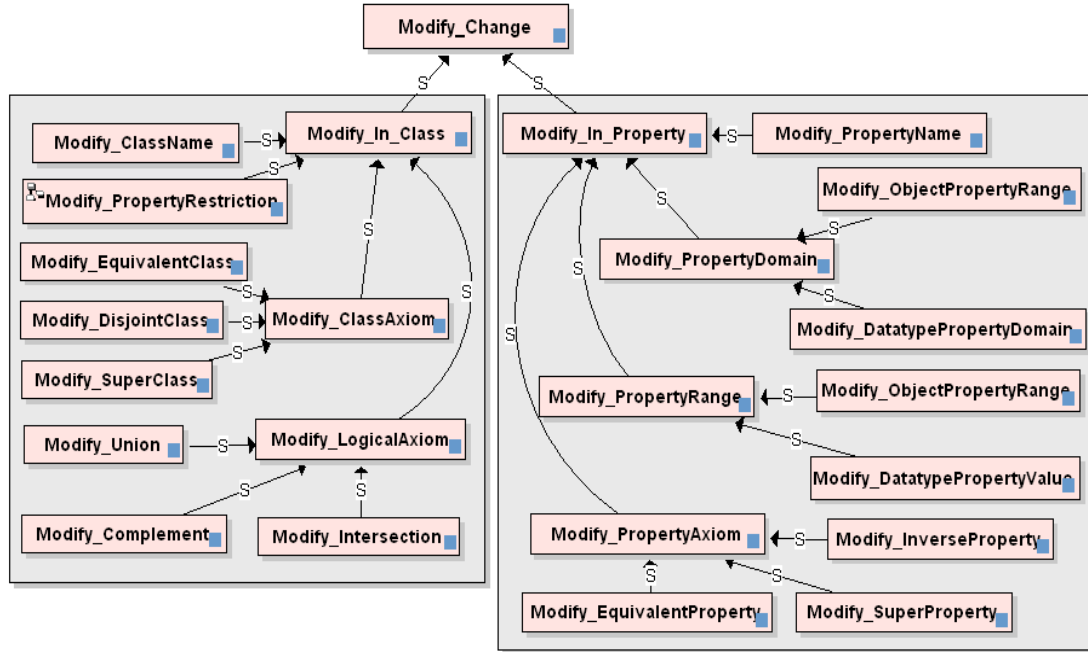 Modify_Change
S
S
Modify_In_Class
Modify_ClassName
S
S
Modify_PropertyRestriction
Modify_EquivalentClass
S
S
S
Modify_DisjointClass
S
Modify_ClassAxiom
S
Modify_SuperClass
Modify_Union
S
Modify_LogicalAxiom
S
S
Modify_Complement
Modify_Intersection
Modify_In_Property
S
Modify_PropertyName
Modify_ObjectPropertyRange
S
S
Modify_PropertyDomain
S
S
Modify_DatatypePropertyDomain
S
Modify_PropertyRange
S
Modify_ObjectPropertyRange
S
Modify_DatatypePropertyValue
Modify_PropertyAxiom
S
Modify_InverseProperty
S
S
Modify_EquivalentProperty
Modify_SuperProperty